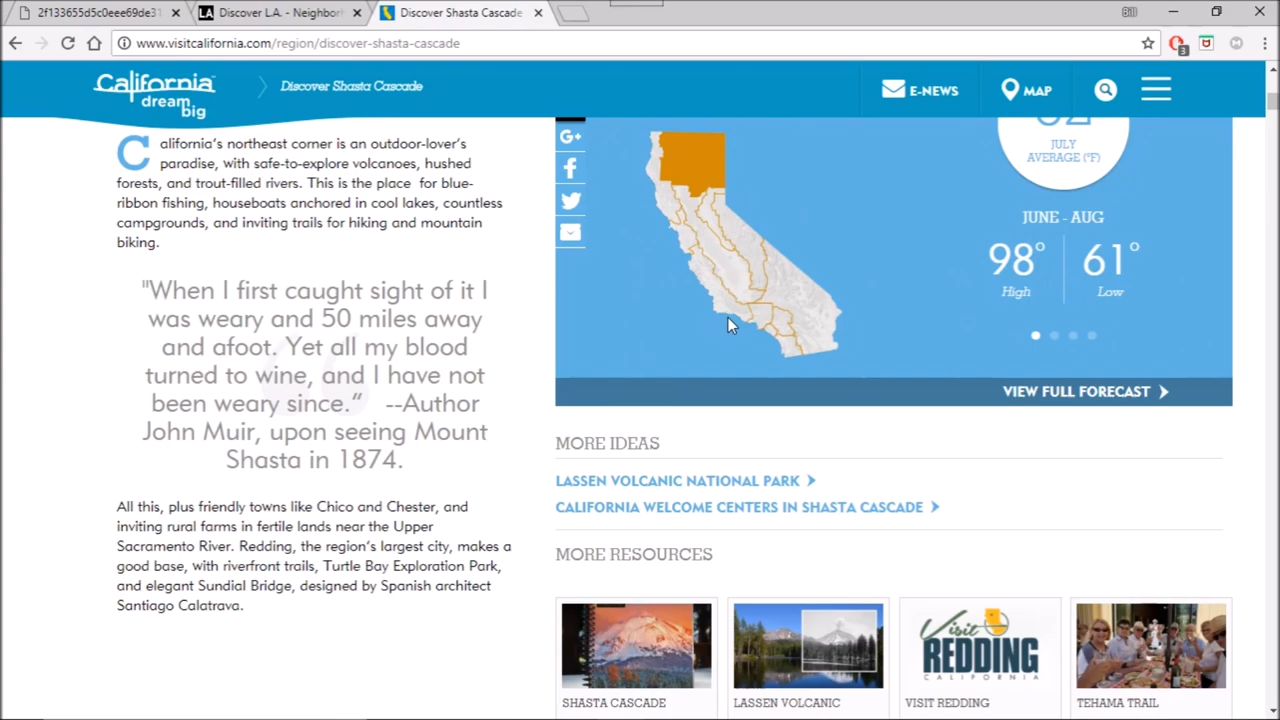 2f133655d5c0eee69de31
Discover L.A. - Neighborh
Discover Shasta Cascade
www.visitcalifornia.com/region/discover-shasta-cascade
3
California
dream
big
Discover Shasta Cascade
E-NEWS
MAP
California's northeast corner is an outdoor-lover's
paradise, with safe-to-explore volcanoes, hushed
forests, and trout-filled rivers. This is the place for blue-
ribbon fishing, houseboats anchored in cool lakes, countless
campgrounds, and inviting trails for hiking and mountain
biking.
"When I first caught sight of it I
was weary and 50 miles away
and afoot. Yet all my blood
turned to wine, and I have not
been weary since.” --Author
John Muir, upon seeing Mount
Shasta in 1874.
All this, plus friendly towns like Chico and Chester, and
inviting rural farms in fertile lands near the Upper
Sacramento River. Redding, the region's largest city, makes a
good base, with riverfront trails, Turtle Bay Exploration Park,
and elegant Sundial Bridge, designed by Spanish architect
Santiago Calatrava.
G+
JULY
AVERAGE (°F)
JUNE - AUG
98° 61°
High Low
VIEW FULL FORECAST
MORE IDEAS
LASSEN VOLCANIC NATIONAL PARK
CALIFORNIA WELCOME CENTERS IN SHASTA CASCADE
MORE RESOURCES
Visit
REDDING
CALIFORNIA
SHASTA CASCADE
LASSEN VOLCANIC
VISIT REDDING
TEHAMA TRAIL